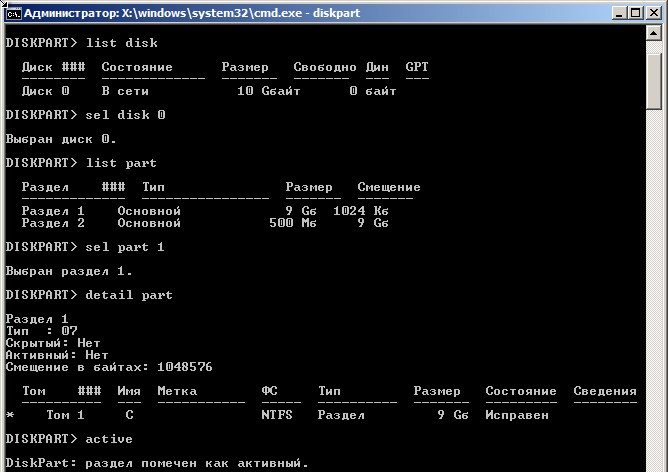 Администратор: X:\windows\system32\cmd.exe - diskpart
DISKPART> list disk
Диск ### Состояние Размер Свободно Дин GPT
-------- ------------- ------- ------- --- ---
Диск 0 В сети 10 Gбайт 0 байт
DISKPART> sel disk 0
Выбран диск 0.
DISKPART> list part
Раздел ### Тип Размер Смещение
------------- ---------------- ------- -------
Раздел 1 Основной 9 Gб 1024 Кб
Раздел 2 Основной 500 Мб 9 Gб
DISKPART> sel part 1
Выбран раздел 1.
DISKPART> detail part
Раздел 1
Тип : 07
Скрытый: Нет
Активный: Нет
Смещение в байтах: 1048576
Том ### Имя Метка ФС Тип Размер Состояние Сведения
---------- --- ----------- ----- ---------- ------- --------- --------
* Том 1 C NTFS Раздел 9 Gб Исправен
DISKPART> active
DiskPart: раздел помечен как активный.